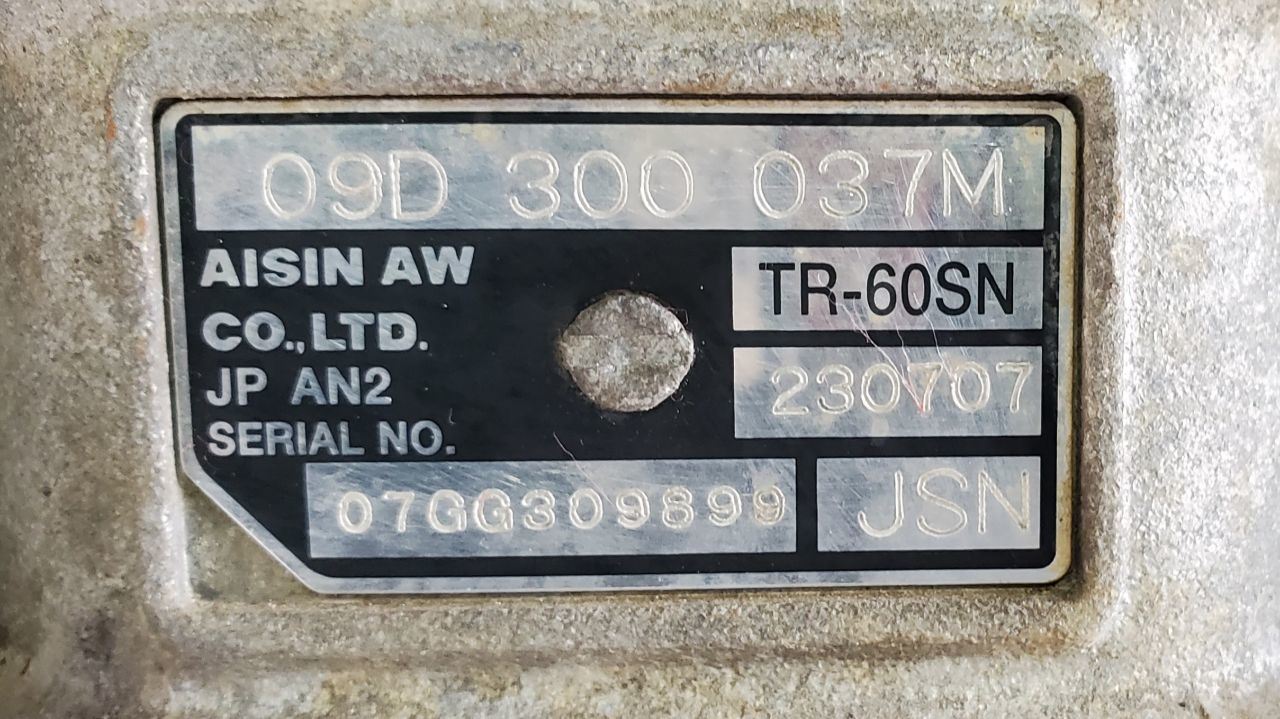 09D 300 037M
AISIN AW
CO.,LTD.
JP AN2
TR-60SN
230707
SERIAL NO.
07GG309899
JSN